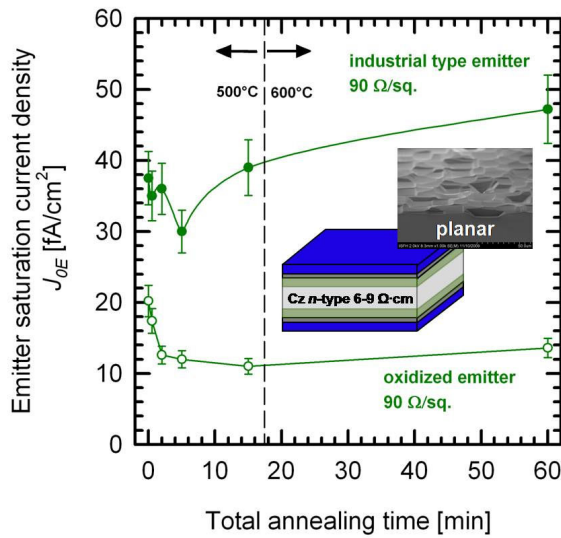 60
50
40
30
20
10
0
Emitter saturation current density
J0E [fA/cm²]
500°C
600°C
industrial type emitter
90 Ω/sq.
planar
Cz n-type 6-9 Ω·cm
oxidized emitter
90 Ω/sq.
0 10 20 30 40 50 60
Total annealing time [min]